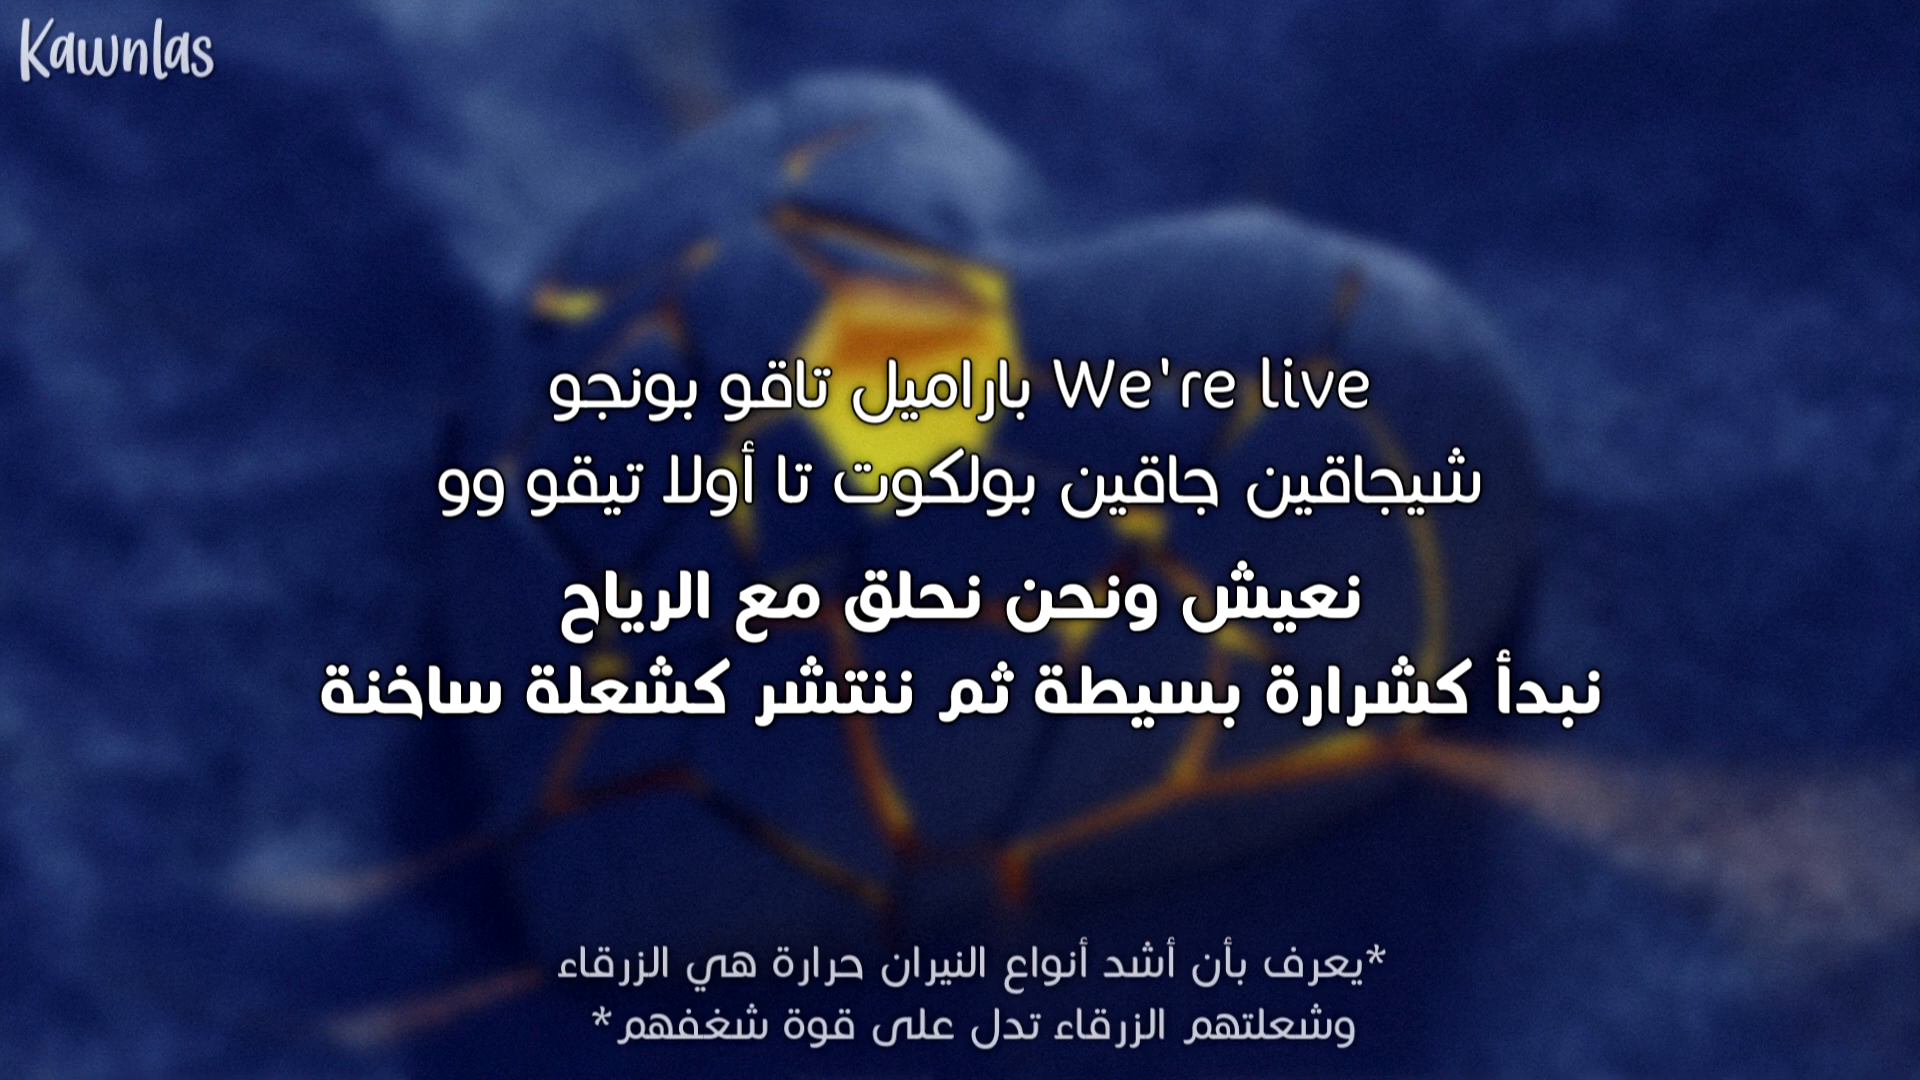 Kawnlas
We're live باراميل تاقو بونجو
شيجاقين جاقين بولكوت تا أولا تيقو وو
نعيش ونحن نحلق مع الرياح
نبدأ كشرارة بسيطة ثم ننتشر كشعلة ساخنة
*يعرف بأن أشد أنواع النيران حرارة هي الزرقاء
وشعلتهم الزرقاء تدل على قوة شغفهم*